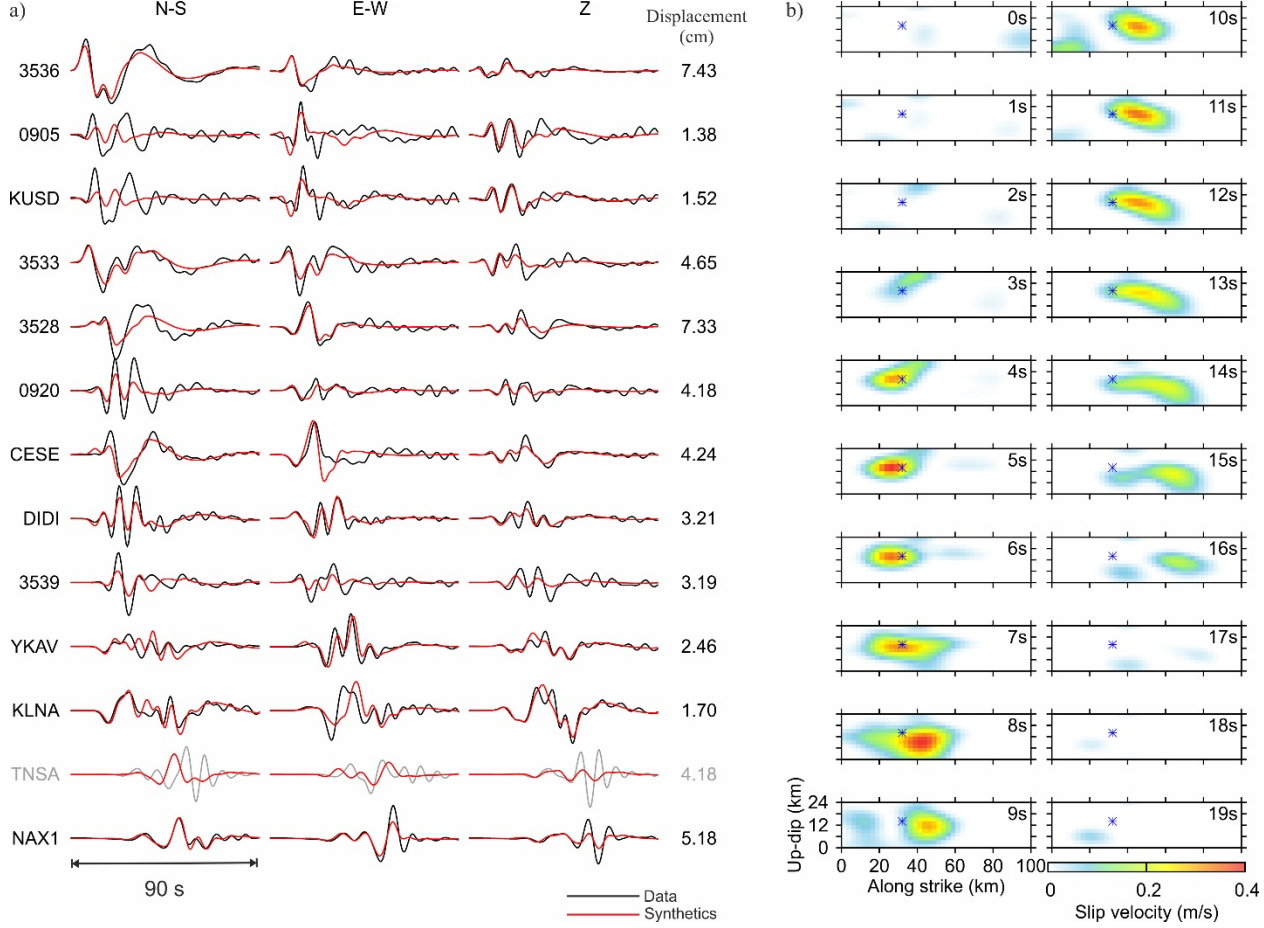 a)
N-S E-W Z Displacement
(cm)
3536 7.43
0905 1.38
KUSD 1.52
3533 4.65
3528 7.33
0920 4.18
CESE 4.24
DIDI 3.21
3539 3.19
YKAV 2.46
KLNA 1.70
TNSA 4.18
NAX1 5.18
90 s
Data
Synthetics
b)
0s 10s
1s 11s
2s 12s
3s 13s
4s 14s
5s 15s
6s 16s
7s 17s
8s 18s
9s 19s
Up-dip (km)
24
12
0
0 20 40 60 80 100
Along strike (km)
0 0.2 0.4
Slip velocity (m/s)